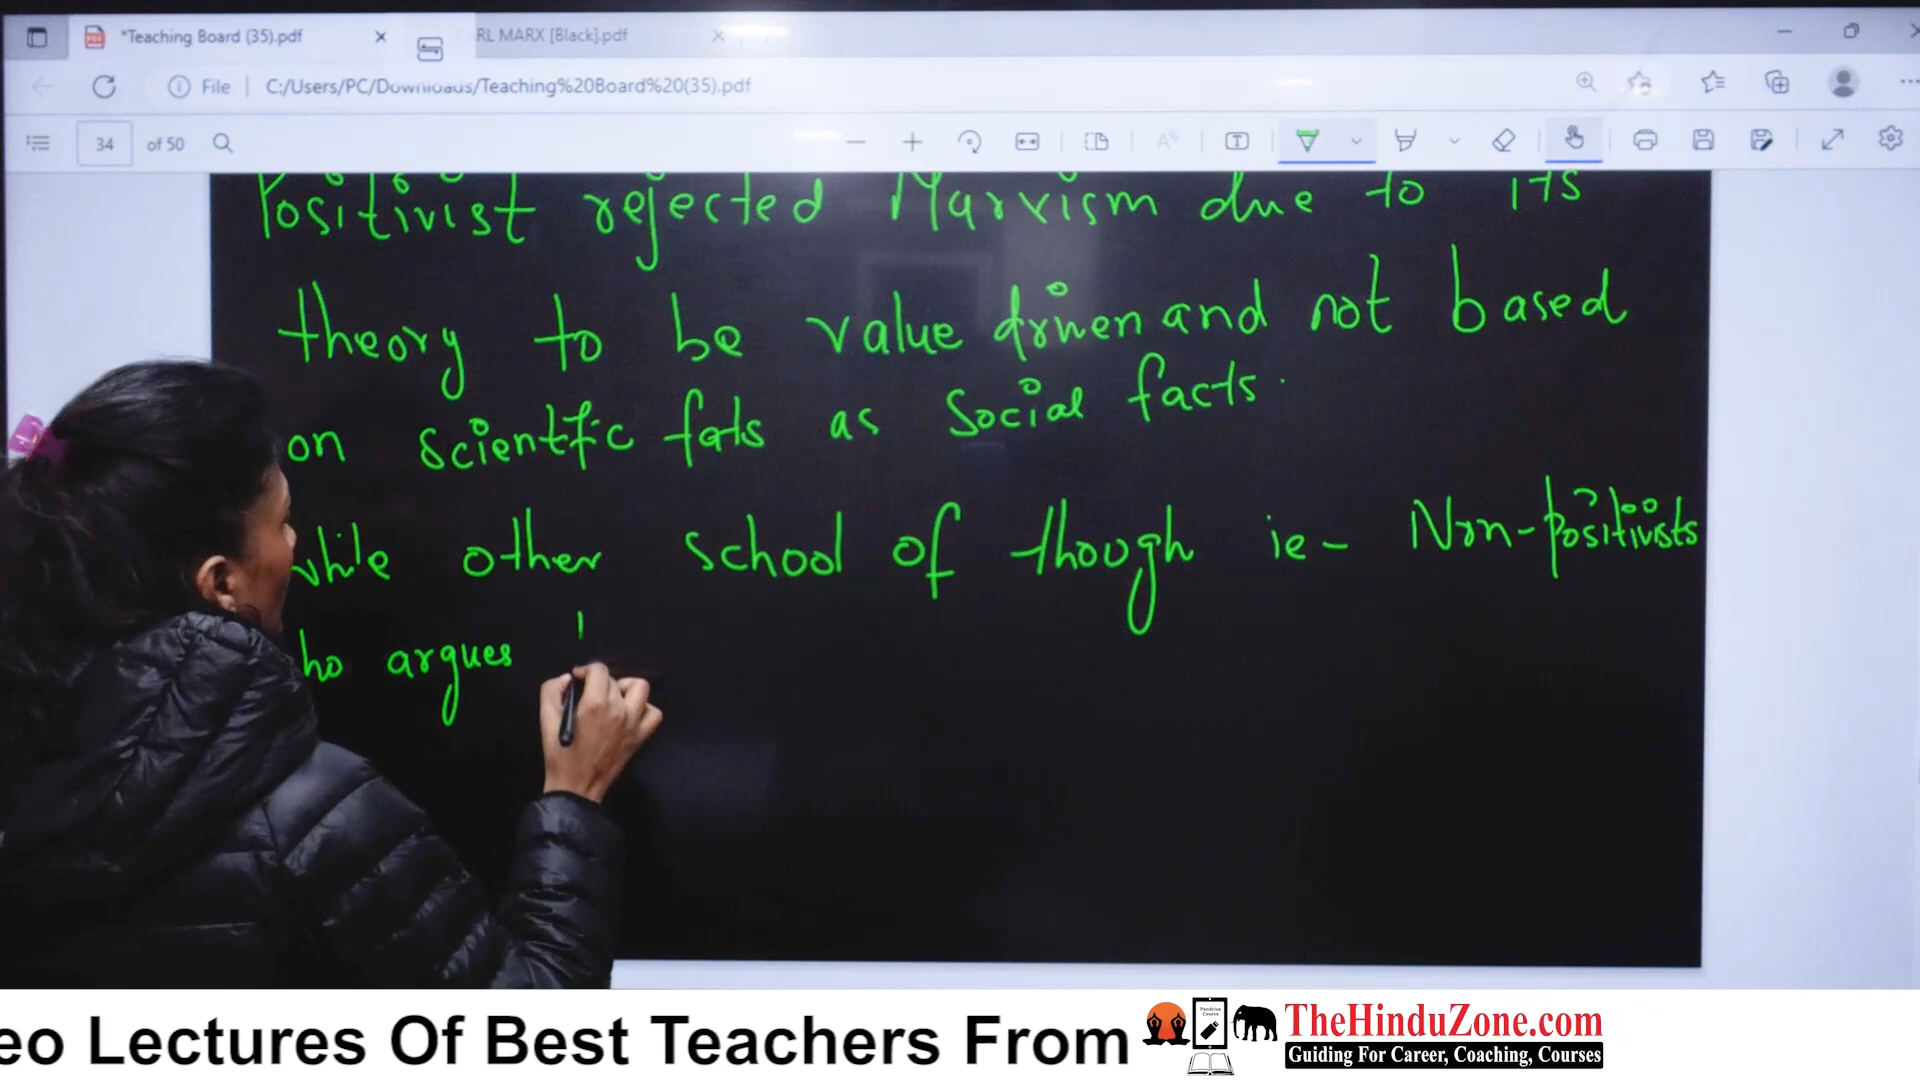 *Teaching Board (35).pdf
RL MARX [Black].pdf
File C:/Users/PC/Downloads/Teaching%20Board%20(35).pdf
34 of 50
Positivist rejected Marxism due to its
theory to be value driven and not based
on scientific fats as Social facts.
while other school of though ie - Non-positivists
ho argues
eo Lectures Of Best Teachers From
Pendrive Course
TheHinduZone.com
Guiding For Career, Coaching, Courses